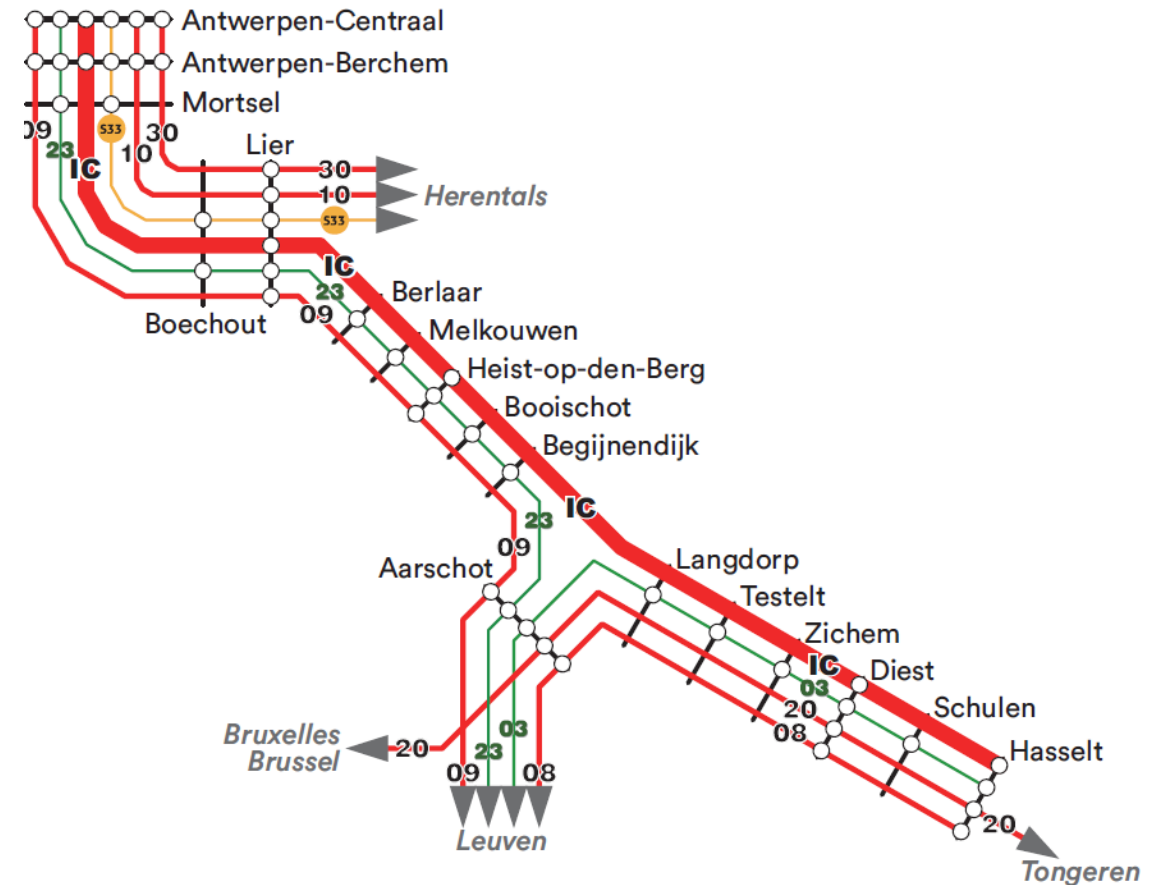 Antwerpen-Centraal
Antwerpen-Berchem
Mortsel
09
23
IC
S33
10
30
Lier
30
10
Herentals
S33
IC
23
09
Boechout
Berlaar
Melkouwen
Heist-op-den-Berg
Booischot
Begijnendijk
IC
23
09
Aarschot
Langdorp
Testelt
Zichem
IC
03
Diest
20
08
Schulen
Hasselt
Bruxelles
Brussel
20
03
23
09
08
Leuven
20
Tongeren